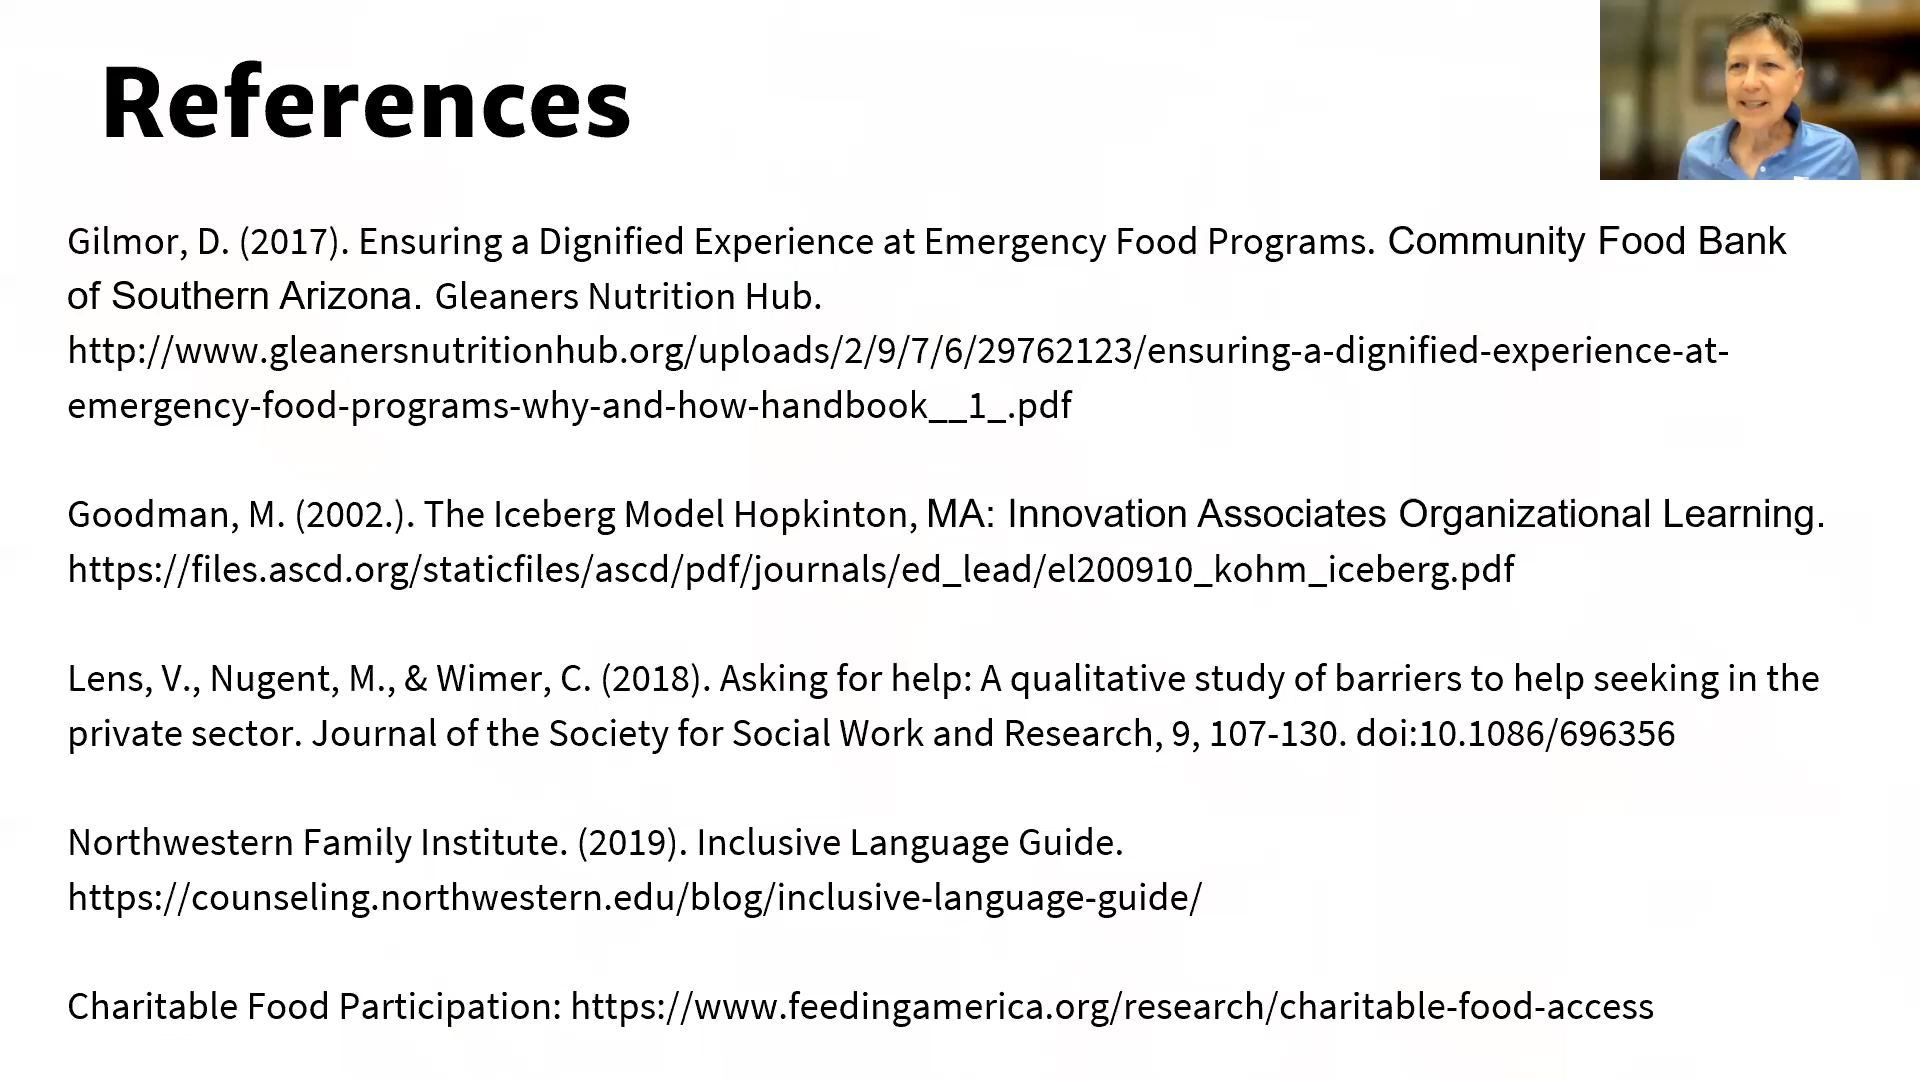 References
Gilmor, D. (2017). Ensuring a Dignified Experience at Emergency Food Programs. Community Food Bank
of Southern Arizona. Gleaners Nutrition Hub.
http://www.gleanersnutritionhub.org/uploads/2/9/7/6/29762123/ensuring-a-dignified-experience-at-
emergency-food-programs-why-and-how-handbook__1_.pdf
Goodman, M. (2002.). The Iceberg Model Hopkinton, MA: Innovation Associates Organizational Learning.
https://files.ascd.org/staticfiles/ascd/pdf/journals/ed_lead/el200910_kohm_iceberg.pdf
Lens, V., Nugent, M., & Wimer, C. (2018). Asking for help: A qualitative study of barriers to help seeking in the
private sector. Journal of the Society for Social Work and Research, 9, 107-130. doi:10.1086/696356
Northwestern Family Institute. (2019). Inclusive Language Guide.
https://counseling.northwestern.edu/blog/inclusive-language-guide/
Charitable Food Participation: https://www.feedingamerica.org/research/charitable-food-access